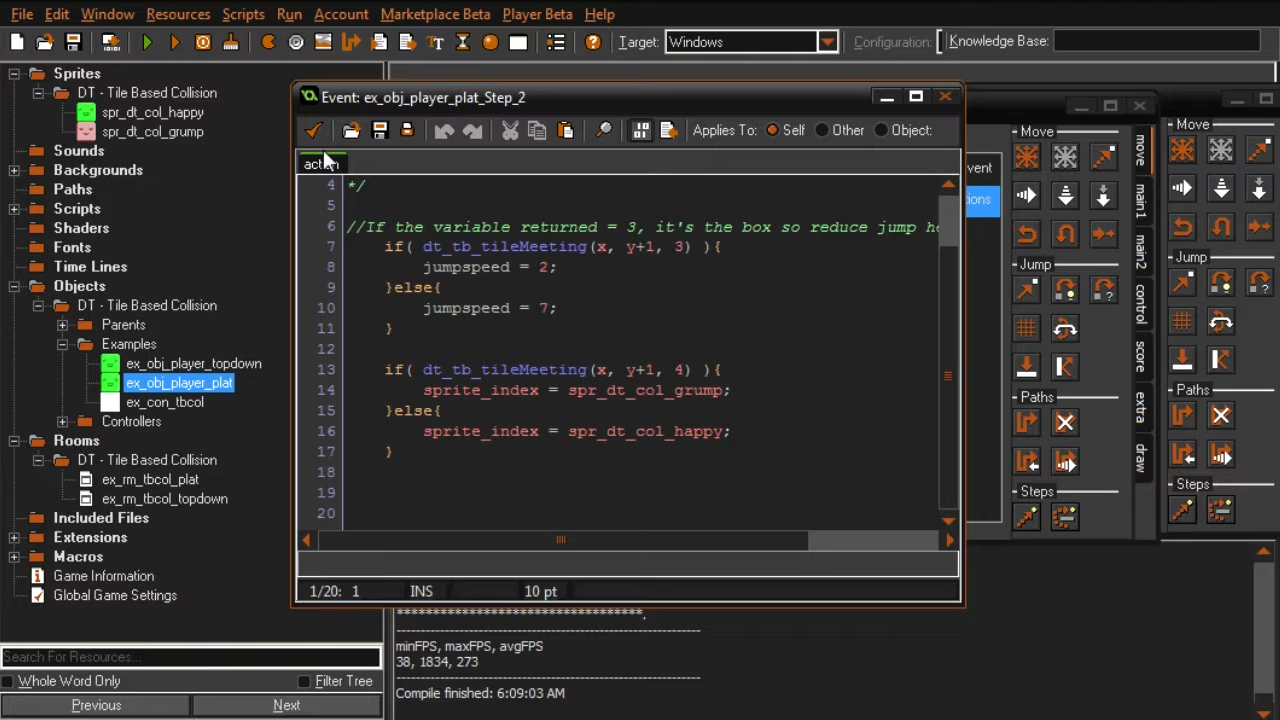 File Edit Window Resources Scripts Run Account Marketplace Beta Player Beta Help
Target: Windows Configuration: Knowledge Base:
Sprites
DT - Tile Based Collision
spr_dt_col_happy
spr_dt_col_grump
Sounds
Backgrounds
Paths
Scripts
Shaders
Fonts
Time Lines
Objects
DT - Tile Based Collision
Parents
Examples
ex_obj_player_topdown
ex_obj_player_plat
ex_con_tbcol
Controllers
Rooms
DT - Tile Based Collision
ex_rm_tbcol_plat
ex_rm_tbcol_topdown
Included Files
Extensions
Macros
Game Information
Global Game Settings
Search For Resources...
Whole Word Only Filter Tree
Previous Next
Event: ex_obj_player_plat_Step_2
Applies To: Self Other Object:
4 */
5
6 //If the variable returned = 3, it's the box so reduce jump
7 if( dt_tb_tileMeeting(x, y+1, 3) ){
8 jumpspeed = 2;
9 }else{
10 jumpspeed = 7;
11 }
12
13 if( dt_tb_tileMeeting(x, y+1, 4) ){
14 sprite_index = spr_dt_col_grump;
15 }else{
16 sprite_index = spr_dt_col_happy;
17 }
18
19
20
1/20: 1 INS 10 pt
Move
Jump
Paths
Steps
move
main1
main2
control
score
extra
draw
Move
Jump
Paths
Steps
**********************************.
minFPS, maxFPS, avgFPS
38, 1834, 273
Compile finished: 6:09:03 AM